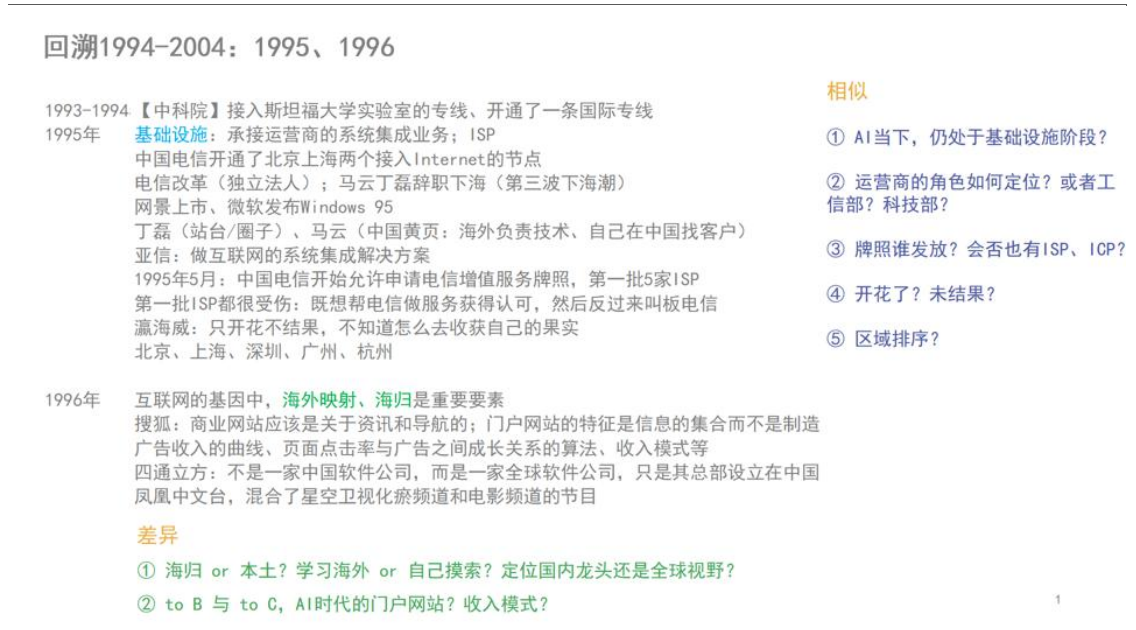 回溯1994-2004：1995、1996
1993-1994【中科院】接入斯坦福大学实验室的专线、开通了一条国际专线
1995年 基础设施：承接运营商的系统集成业务；ISP
中国电信开通了北京上海两个接入Internet的节点
电信改革（独立法人）；马云丁磊辞职下海（第三波下海潮）
网景上市、微软发布Windows 95
丁磊（站台/圈子）、马云（中国黄页：海外负责技术、自己在中国找客户）
亚信：做互联网的系统集成解决方案
1995年5月：中国电信开始允许申请电信增值服务牌照，第一批5家ISP
第一批ISP都很受伤：既想帮电信做服务获得认可，然后反过来叫板电信
瀛海威：只开花不结果，不知道怎么去收获自己的果实
北京、上海、深圳、广州、杭州
1996年 互联网的基因中，海外映射、海归是重要要素
搜狐：商业网站应该是关于资讯和导航的；门户网站的特征是信息的集合而不是制造
广告收入的曲线、页面点击率与广告之间成长关系的算法、收入模式等
四通立方：不是一家中国软件公司，而是一家全球软件公司，只是其总部设立在中国
凤凰中文台，混合了星空卫视化瘀频道和电影频道的节目
相似
① AI当下，仍处于基础设施阶段？
② 运营商的角色如何定位？或者工
信部？科技部？
③ 牌照谁发放？会否也有ISP、ICP？
④ 开花了？未结果？
⑤ 区域排序？
差异
① 海归 or 本土？学习海外 or 自己摸索？定位国内龙头还是全球视野？
② to B 与 to C，AI时代的门户网站？收入模式？
1